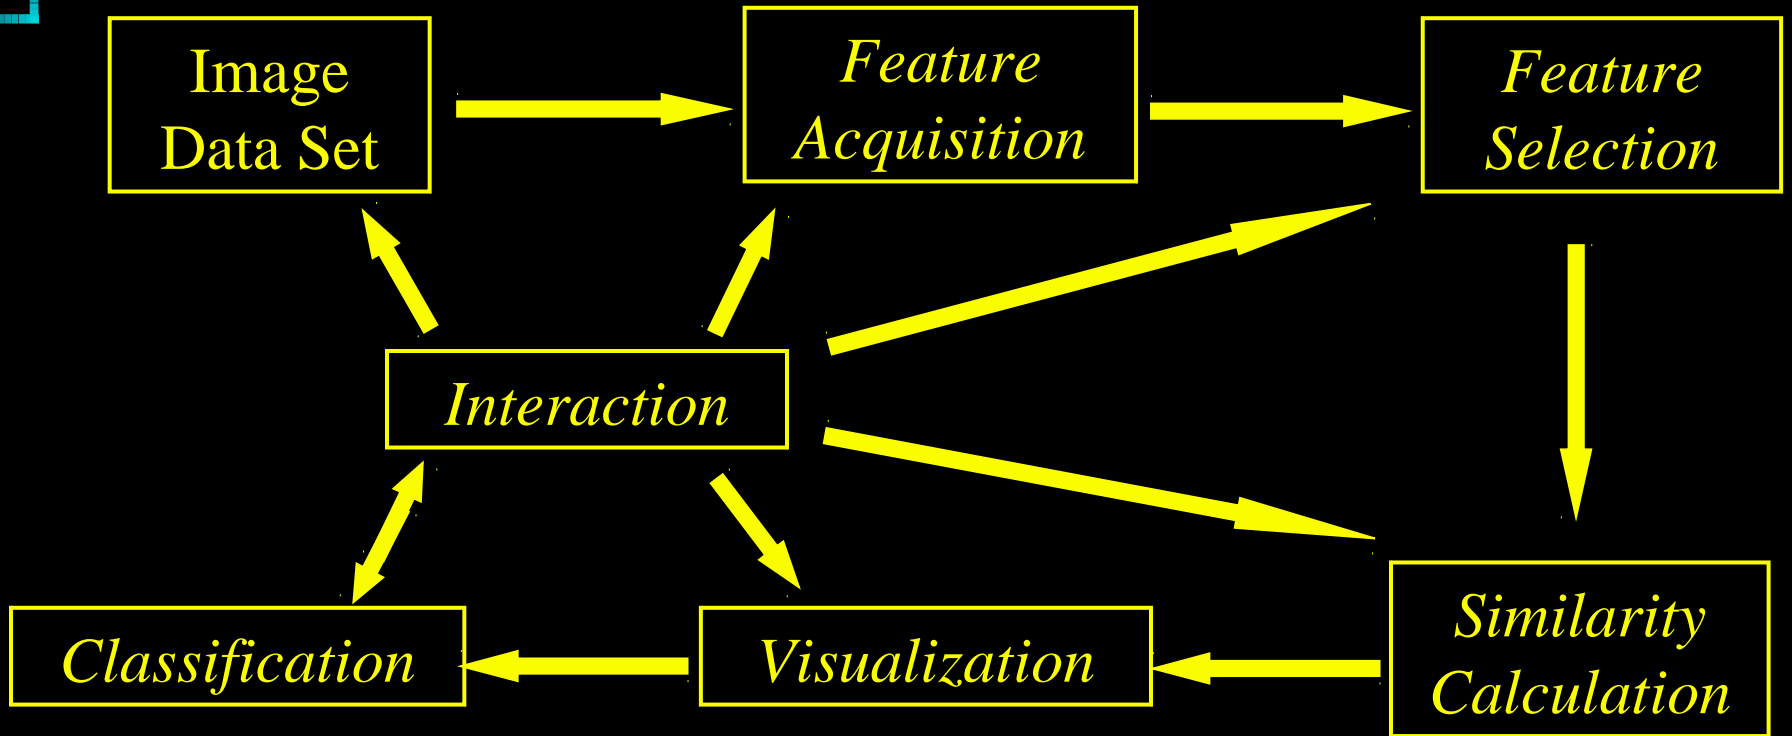 Image
Data Set
Feature
Acquisition
Feature
Selection
Interaction
Classification
Visualization
Similarity
Calculation